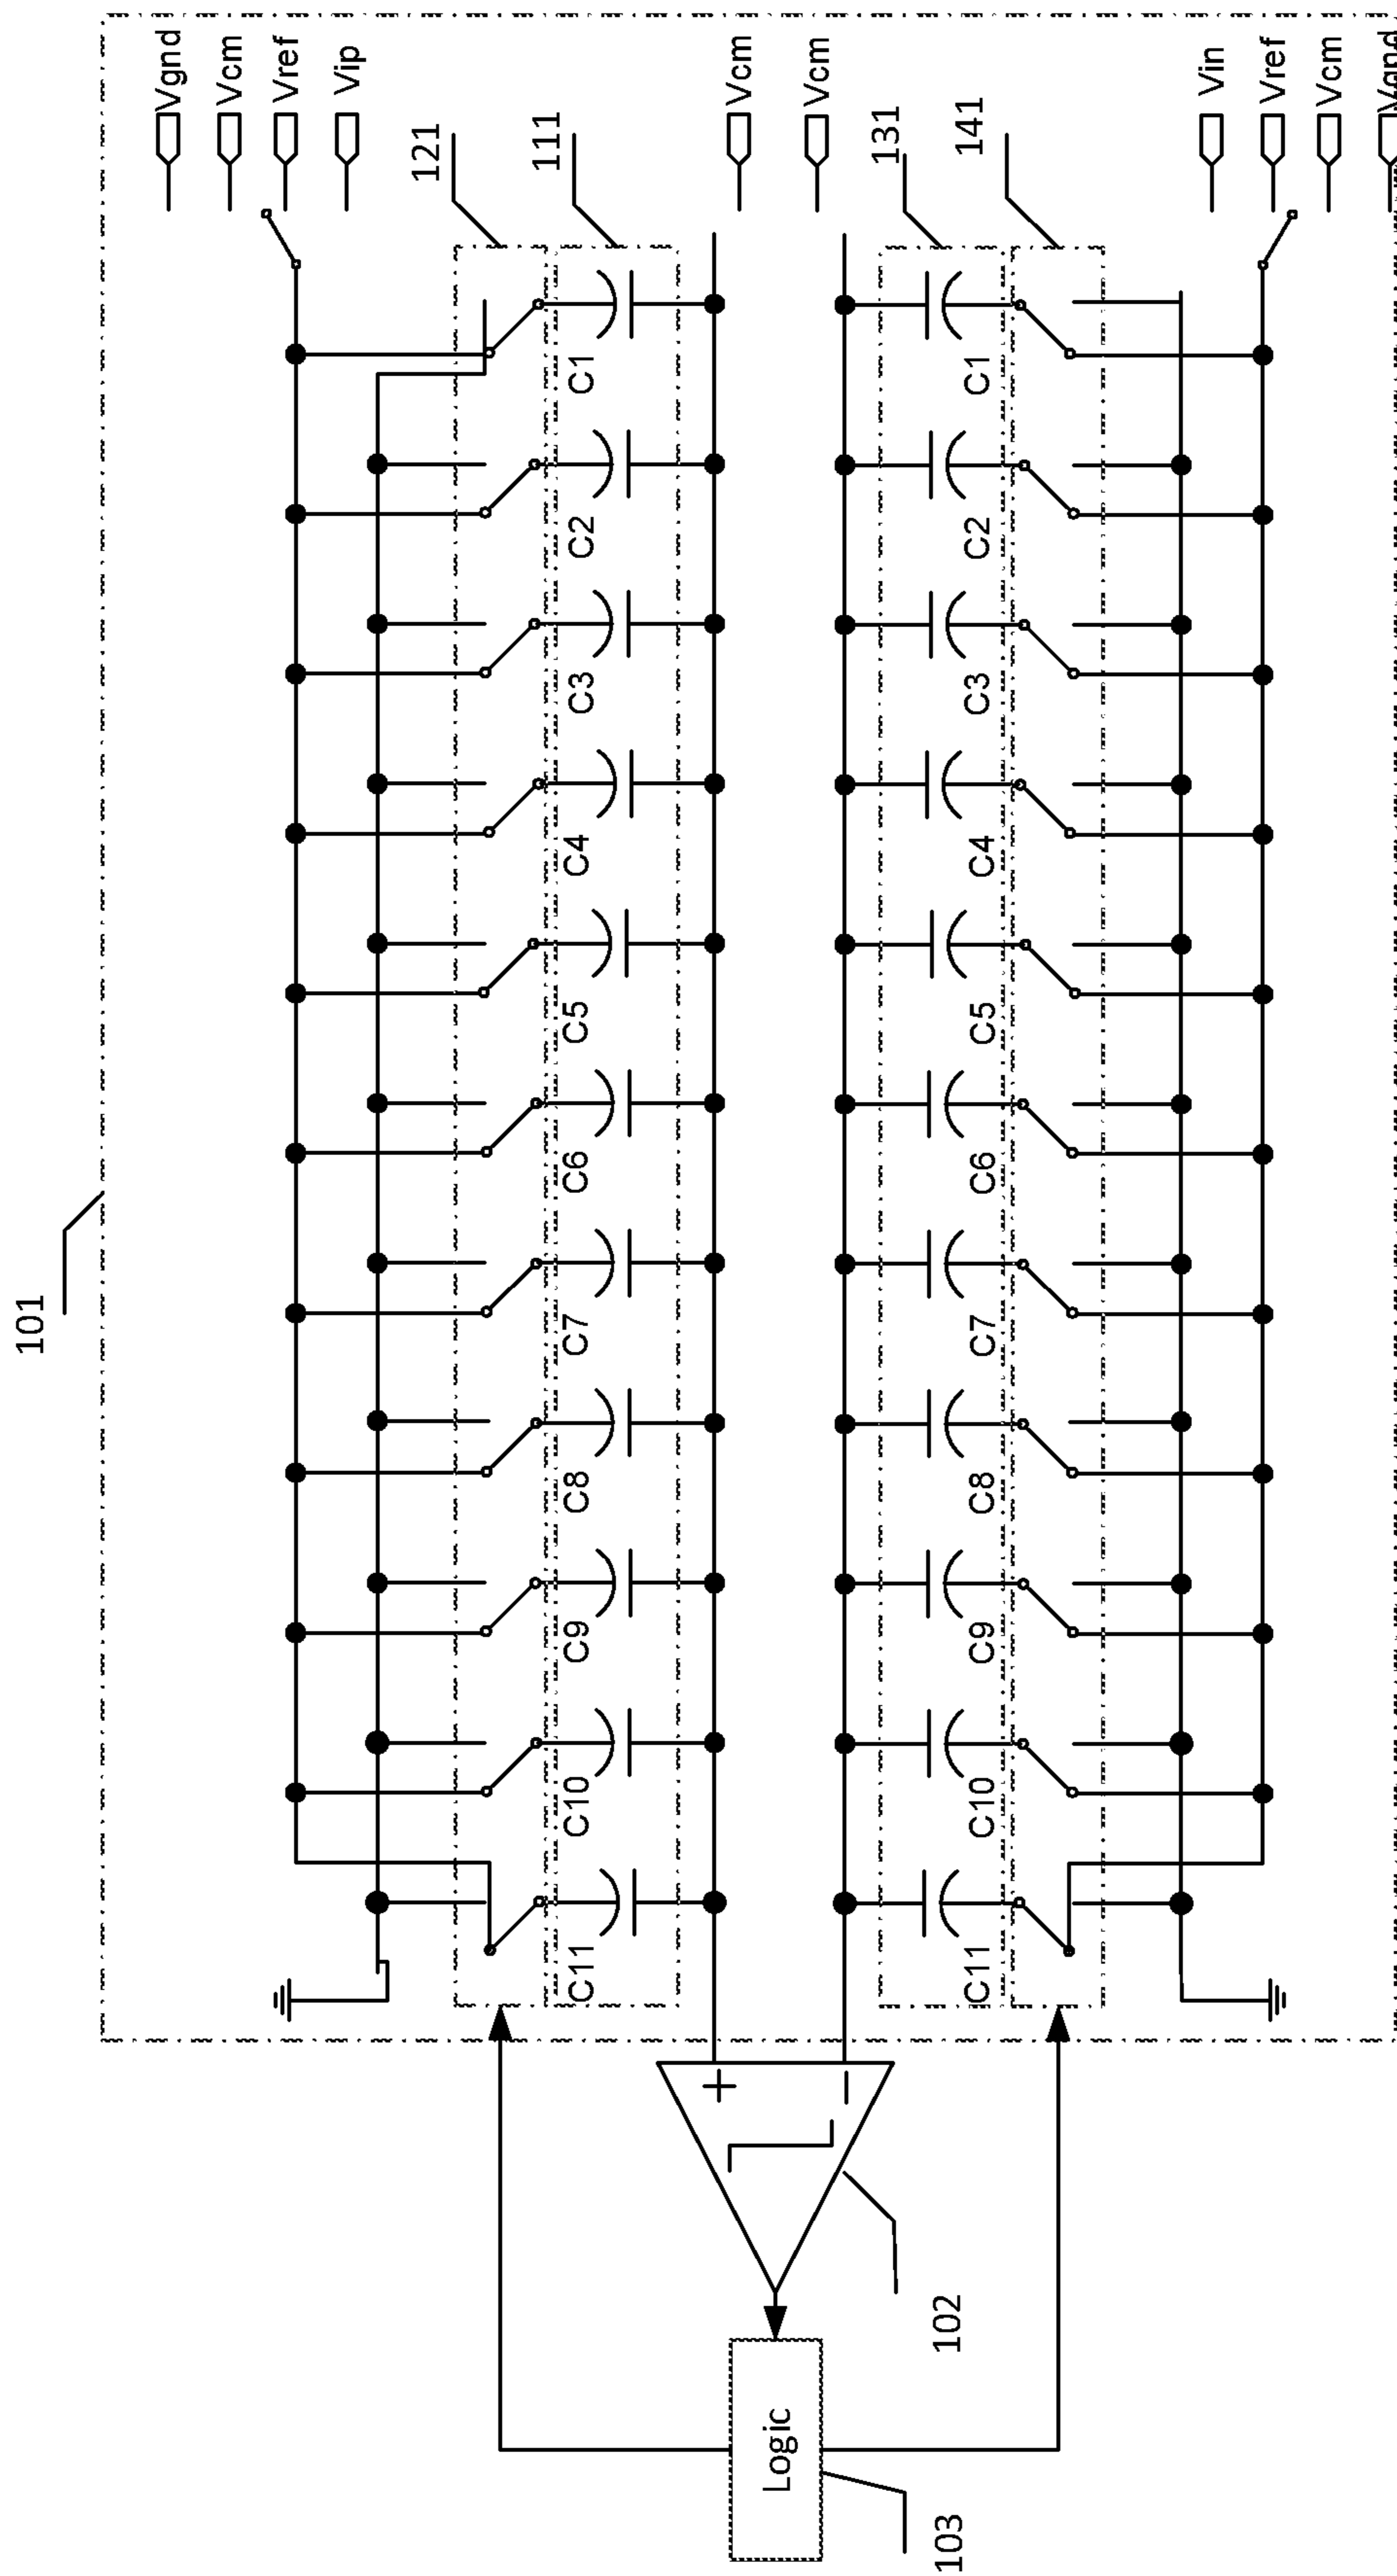 101
Vgnd
Vcm
Vref
Vip
121
111
C1
C2
C3
C4
C5
C6
C7
C8
C9
C10
C11
Vcm
Vcm
131
141
C1
C2
C3
C4
C5
C6
C7
C8
C9
C10
C11
Vin
Vref
Vcm
Vgnd
+
−
102
Logic
103